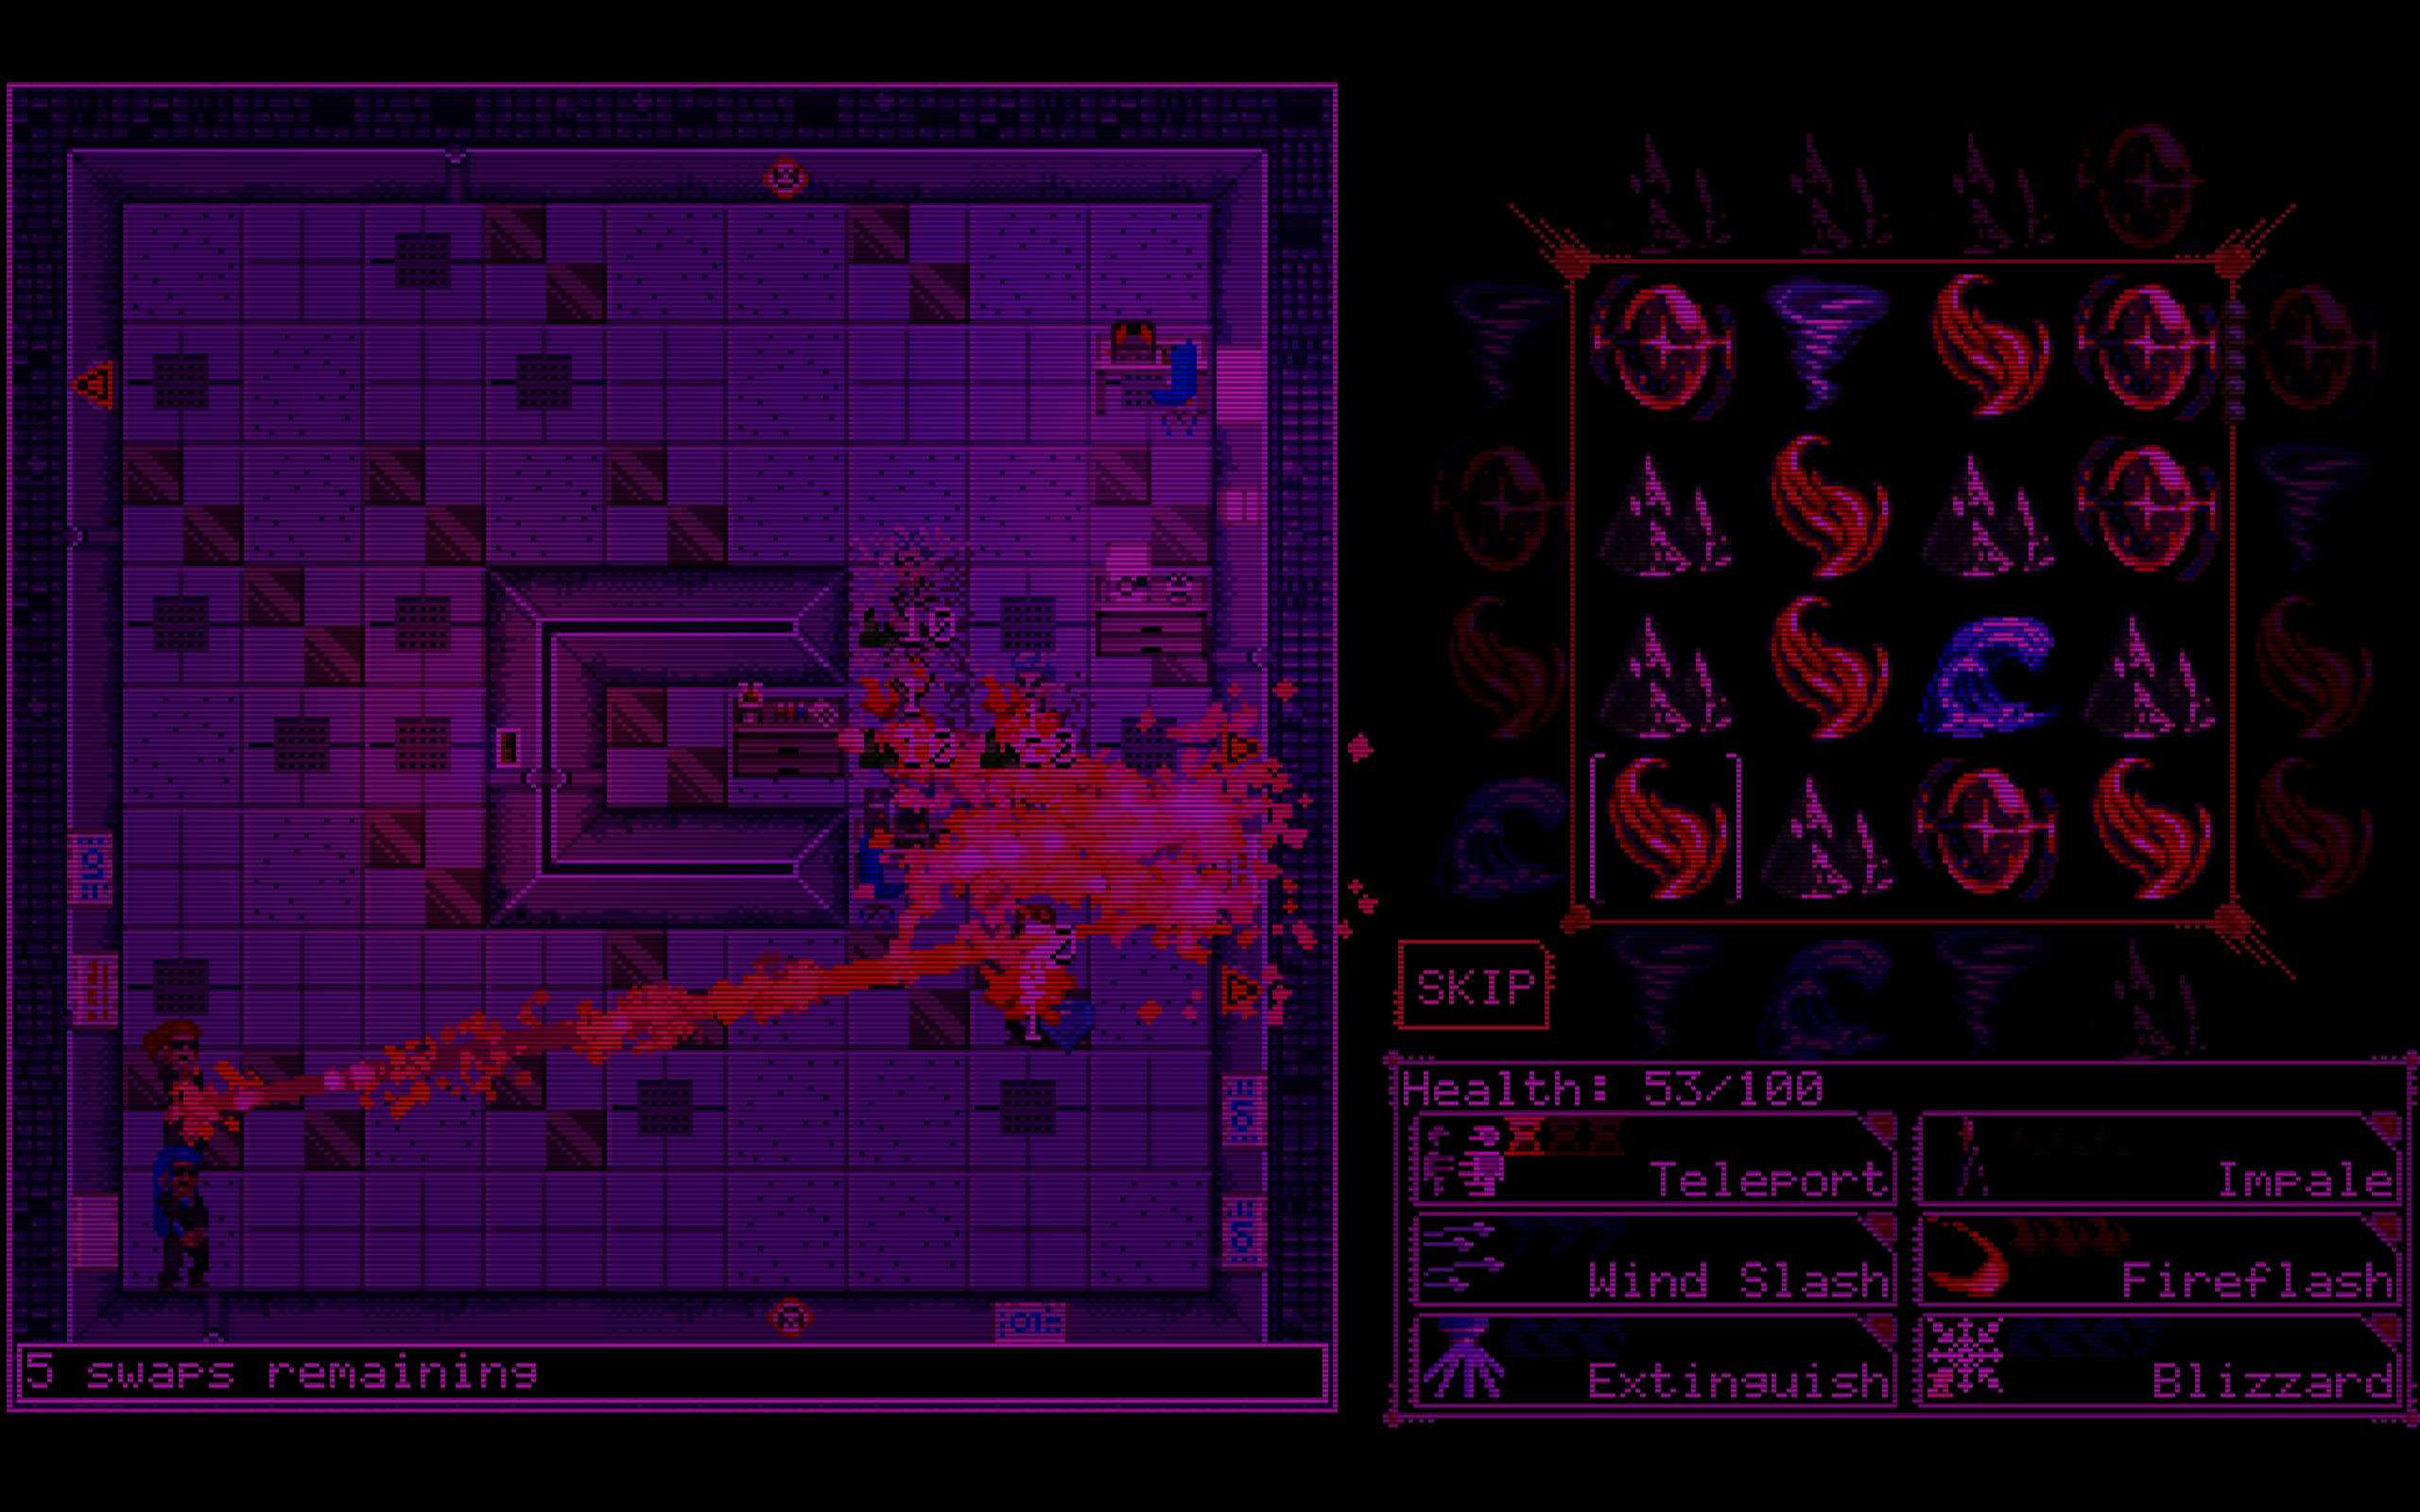 5 swaps remaining
SKIP
Health: 53/100
Teleport
Impale
Wind Slash
Fireflash
Extinguish
Blizzard